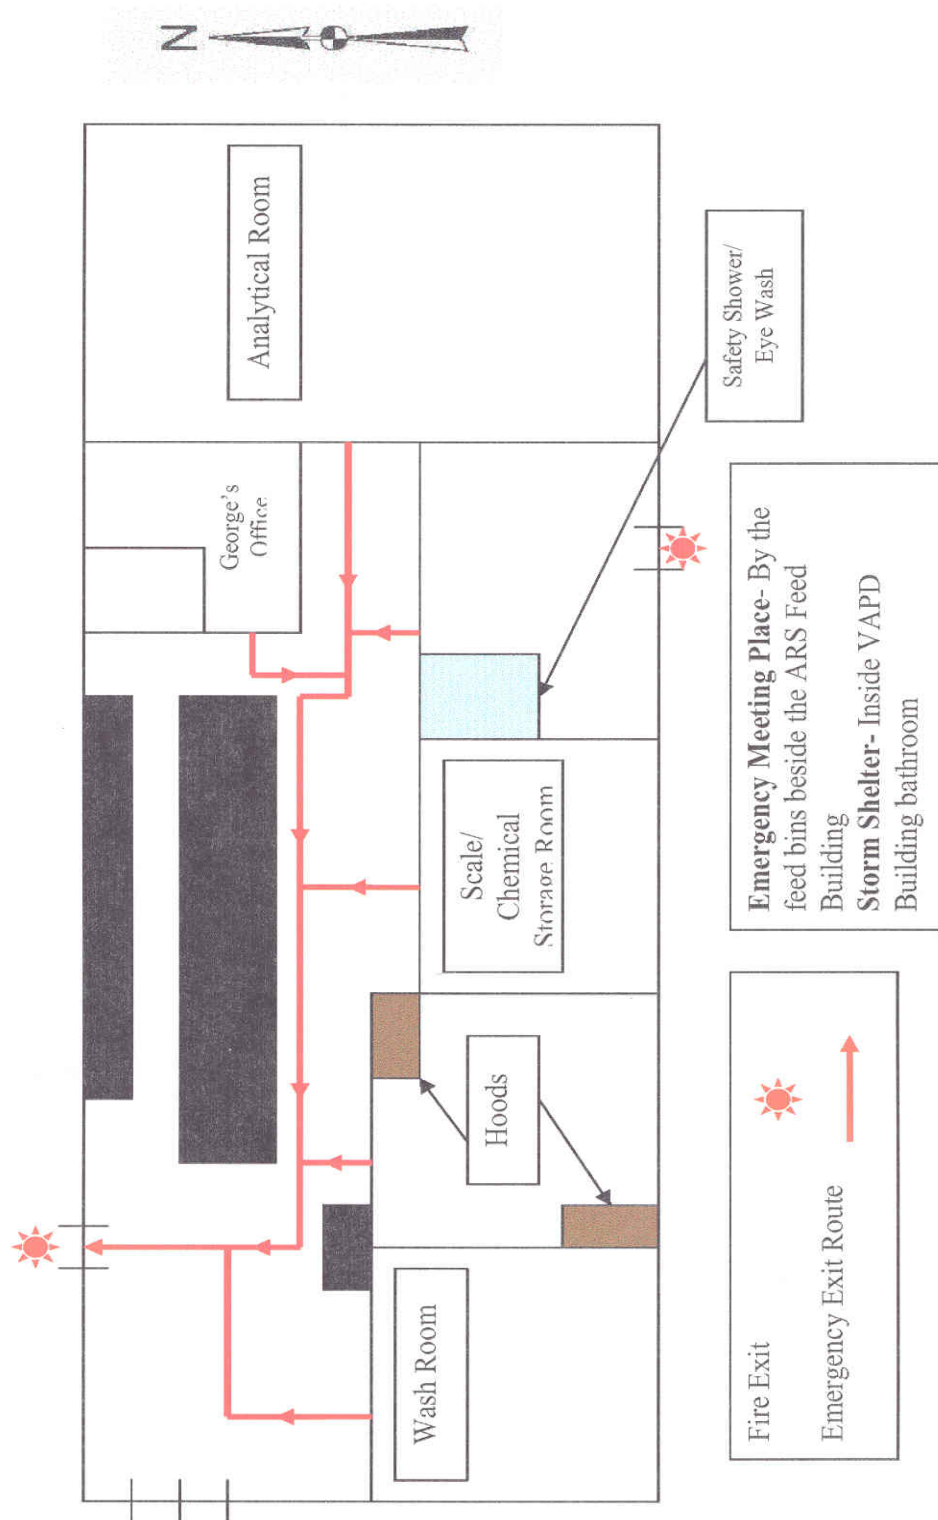 N
Analytical Room
George's
Office
Safety Shower/
Eye Wash
Scale/
Chemical
Storage Room
Hoods
Wash Room
Emergency Meeting Place- By the
feed bins beside the ARS Feed
Building
Storm Shelter- Inside VAPD
Building bathroom
Fire Exit
Emergency Exit Route